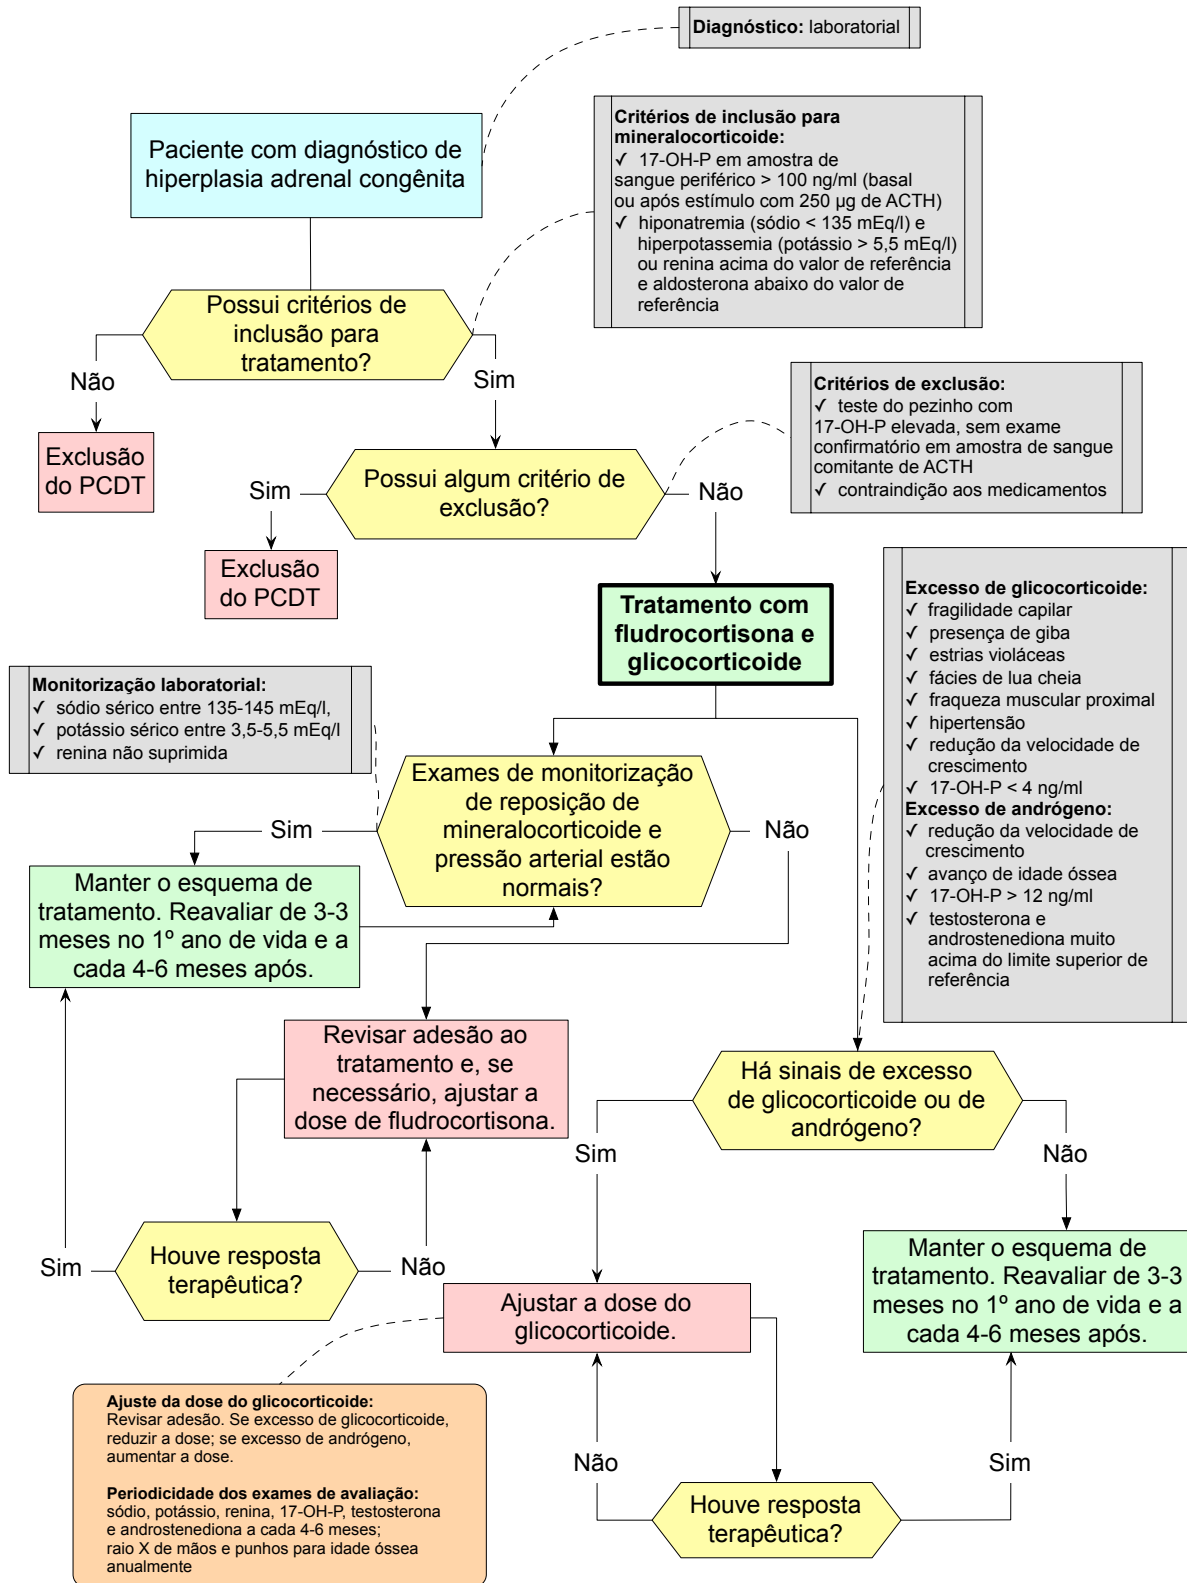 Diagnóstico: laboratorial
Critérios de inclusão para
mineralocorticoide:
✓ 17-OH-P em amostra de
sangue periférico > 100 ng/ml (basal
ou após estímulo com 250 µg de ACTH)
✓ hiponatremia (sódio < 135 mEq/l) e
hiperpotassemia (potássio > 5,5 mEq/l)
ou renina acima do valor de referência
e aldosterona abaixo do valor de
referência
Paciente com diagnóstico de
hiperplasia adrenal congênita
Possui critérios de
inclusão para
tratamento?
Não
Sim
Exclusão
do PCDT
Critérios de exclusão:
✓ teste do pezinho com
17-OH-P elevada, sem exame
confirmatório em amostra de sangue
comitante de ACTH
✓ contraindição aos medicamentos
Possui algum critério de
exclusão?
Sim
Não
Exclusão
do PCDT
Tratamento com
fludrocortisona e
glicocorticoide
Excesso de glicocorticoide:
✓ fragilidade capilar
✓ presença de giba
✓ estrias violáceas
✓ fácies de lua cheia
✓ fraqueza muscular proximal
✓ hipertensão
✓ redução da velocidade de
crescimento
✓ 17-OH-P < 4 ng/ml
Excesso de andrógeno:
✓ redução da velocidade de
crescimento
✓ avanço de idade óssea
✓ 17-OH-P > 12 ng/ml
✓ testosterona e
androstenediona muito
acima do limite superior de
referência
Monitorização laboratorial:
✓ sódio sérico entre 135-145 mEq/l,
✓ potássio sérico entre 3,5-5,5 mEq/l
✓ renina não suprimida
Exames de monitorização
de reposição de
mineralocorticoide e
pressão arterial estão
normais?
Sim
Não
Manter o esquema de
tratamento. Reavaliar de 3-3
meses no 1º ano de vida e a
cada 4-6 meses após.
Revisar adesão ao
tratamento e, se
necessário, ajustar a
dose de fludrocortisona.
Há sinais de excesso
de glicocorticoide ou de
andrógeno?
Sim
Não
Houve resposta
terapêutica?
Sim
Não
Manter o esquema de
tratamento. Reavaliar de 3-3
meses no 1º ano de vida e a
cada 4-6 meses após.
Ajustar a dose do
glicocorticoide.
Ajuste da dose do glicocorticoide:
Revisar adesão. Se excesso de glicocorticoide,
reduzir a dose; se excesso de andrógeno,
aumentar a dose.
Periodicidade dos exames de avaliação:
sódio, potássio, renina, 17-OH-P, testosterona
e androstenediona a cada 4-6 meses;
raio X de mãos e punhos para idade óssea
anualmente
Não
Sim
Houve resposta
terapêutica?